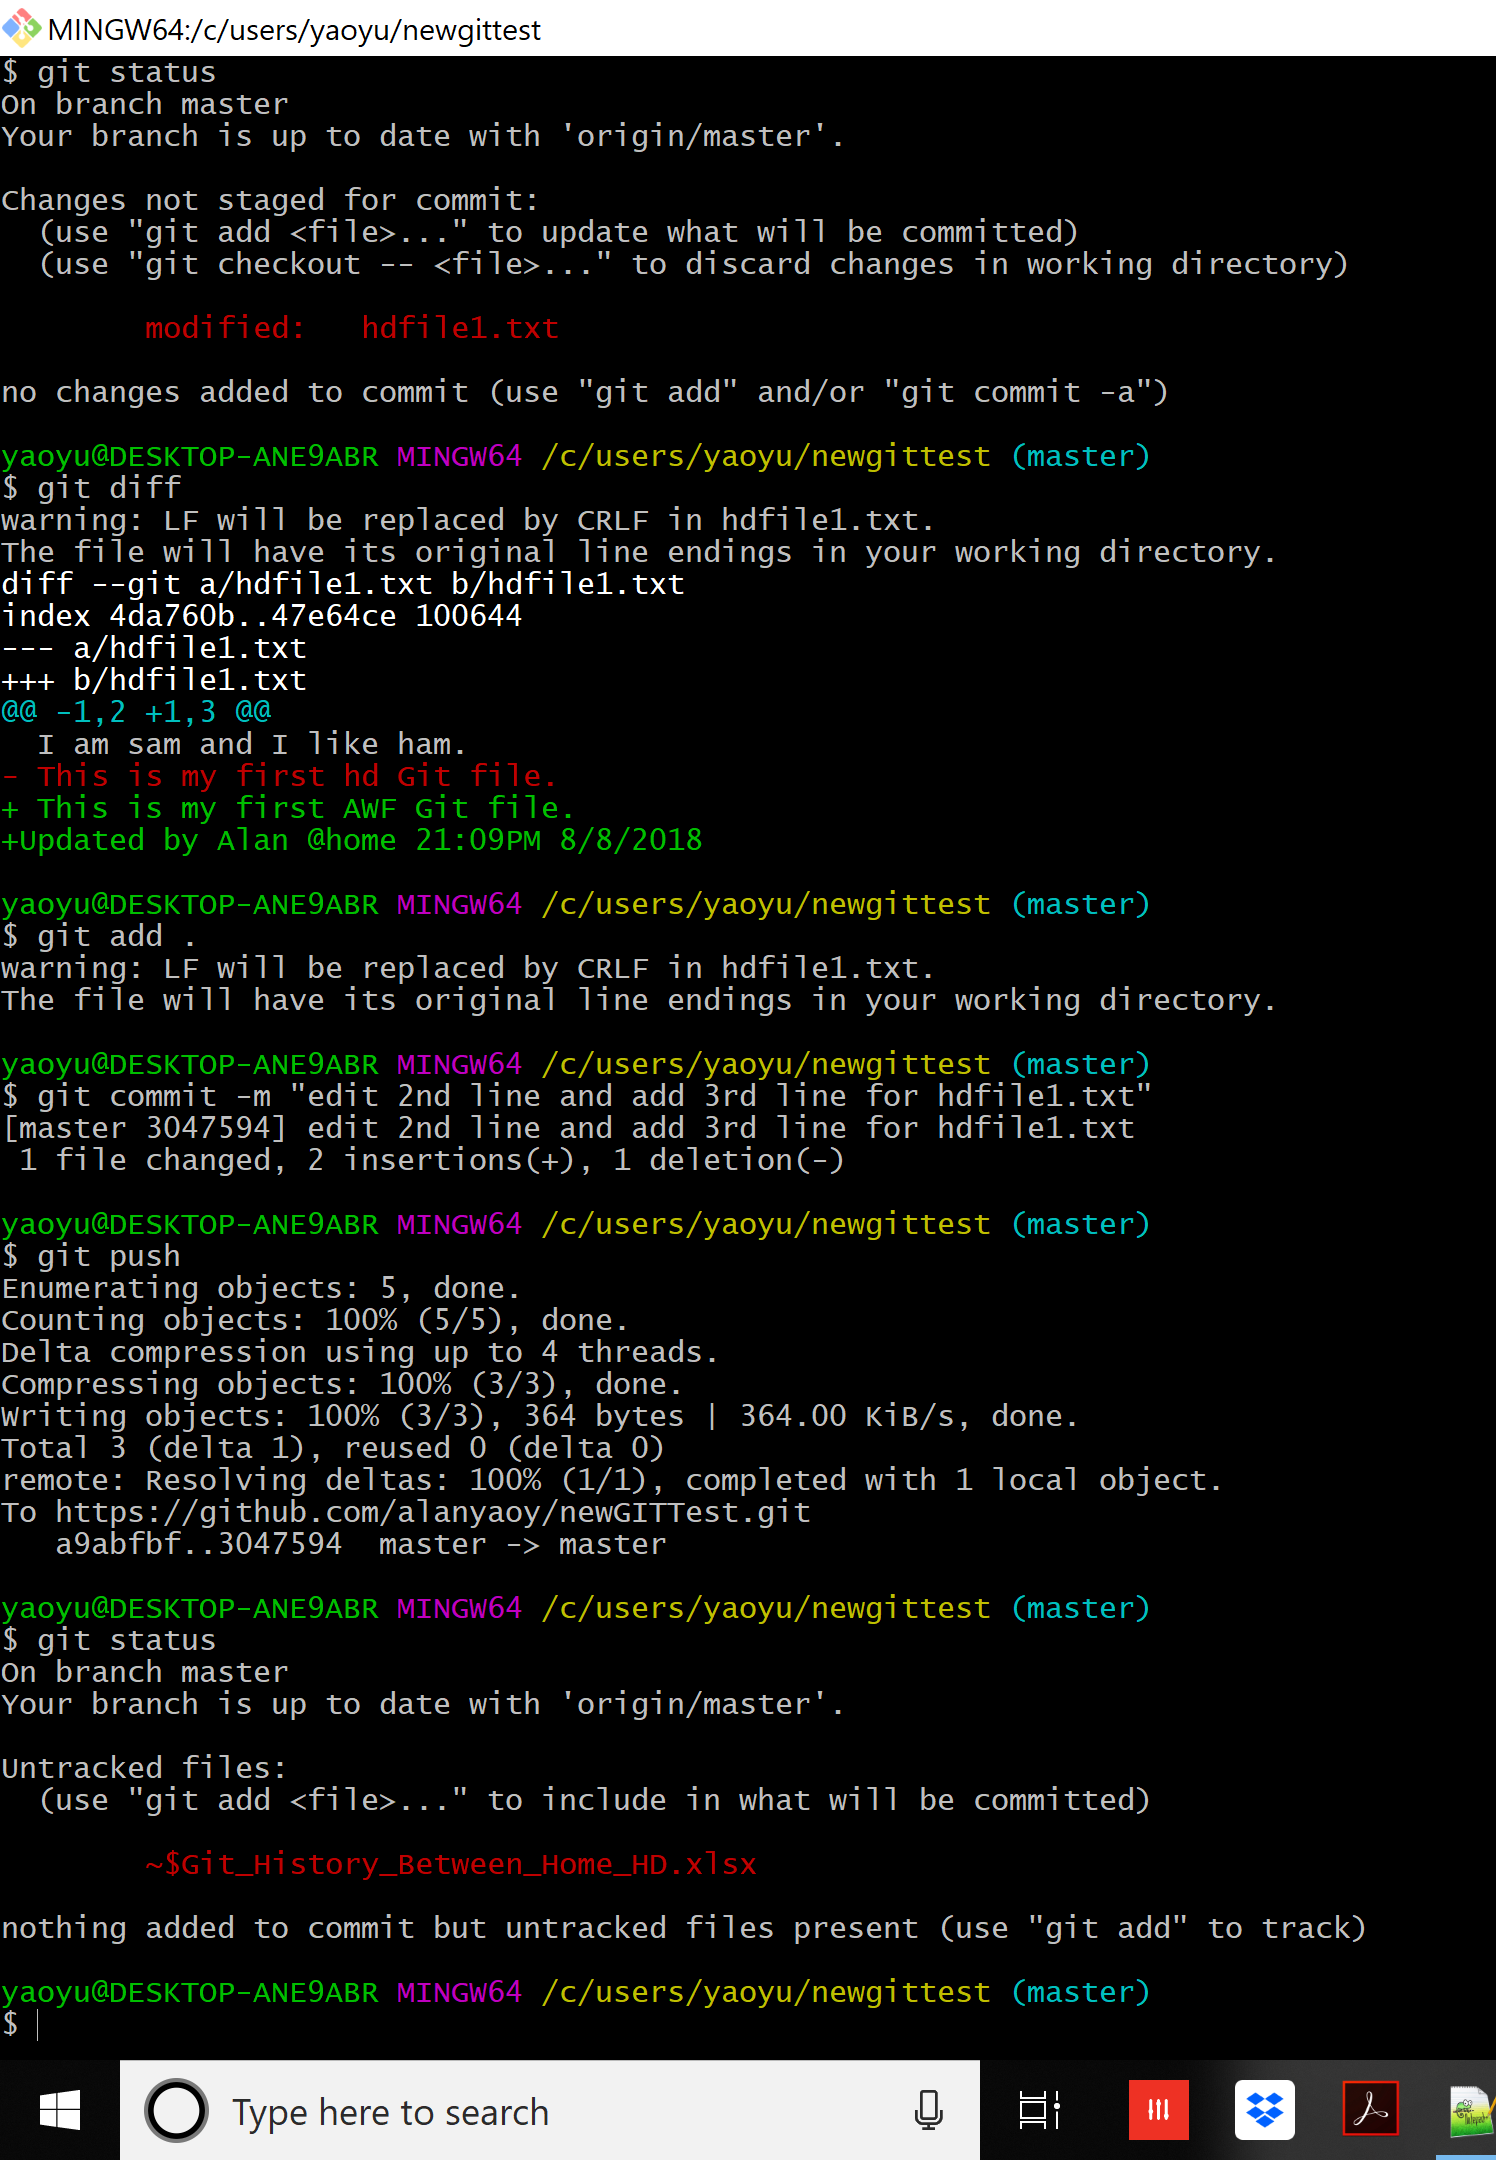 MINGW64:/c/users/yaoyu/newgittest
$ git status
On branch master
Your branch is up to date with 'origin/master'.

Changes not staged for commit:
  (use "git add <file>..." to update what will be committed)
  (use "git checkout -- <file>..." to discard changes in working directory)

        modified:   hdfile1.txt

no changes added to commit (use "git add" and/or "git commit -a")

yaoyu@DESKTOP-ANE9ABR MINGW64 /c/users/yaoyu/newgittest (master)
$ git diff
warning: LF will be replaced by CRLF in hdfile1.txt.
The file will have its original line endings in your working directory.
diff --git a/hdfile1.txt b/hdfile1.txt
index 4da760b..47e64ce 100644
--- a/hdfile1.txt
+++ b/hdfile1.txt
@@ -1,2 +1,3 @@
  I am sam and I like ham.
- This is my first hd Git file.
+ This is my first AWF Git file.
+Updated by Alan @home 21:09PM 8/8/2018

yaoyu@DESKTOP-ANE9ABR MINGW64 /c/users/yaoyu/newgittest (master)
$ git add .
warning: LF will be replaced by CRLF in hdfile1.txt.
The file will have its original line endings in your working directory.

yaoyu@DESKTOP-ANE9ABR MINGW64 /c/users/yaoyu/newgittest (master)
$ git commit -m "edit 2nd line and add 3rd line for hdfile1.txt"
[master 3047594] edit 2nd line and add 3rd line for hdfile1.txt
 1 file changed, 2 insertions(+), 1 deletion(-)

yaoyu@DESKTOP-ANE9ABR MINGW64 /c/users/yaoyu/newgittest (master)
$ git push
Enumerating objects: 5, done.
Counting objects: 100% (5/5), done.
Delta compression using up to 4 threads.
Compressing objects: 100% (3/3), done.
Writing objects: 100% (3/3), 364 bytes | 364.00 KiB/s, done.
Total 3 (delta 1), reused 0 (delta 0)
remote: Resolving deltas: 100% (1/1), completed with 1 local object.
To https://github.com/alanyaoy/newGITTest.git
   a9abfbf..3047594  master -> master

yaoyu@DESKTOP-ANE9ABR MINGW64 /c/users/yaoyu/newgittest (master)
$ git status
On branch master
Your branch is up to date with 'origin/master'.

Untracked files:
  (use "git add <file>..." to include in what will be committed)

        ~$Git_History_Between_Home_HD.xlsx

nothing added to commit but untracked files present (use "git add" to track)

yaoyu@DESKTOP-ANE9ABR MINGW64 /c/users/yaoyu/newgittest (master)
$
Type here to search